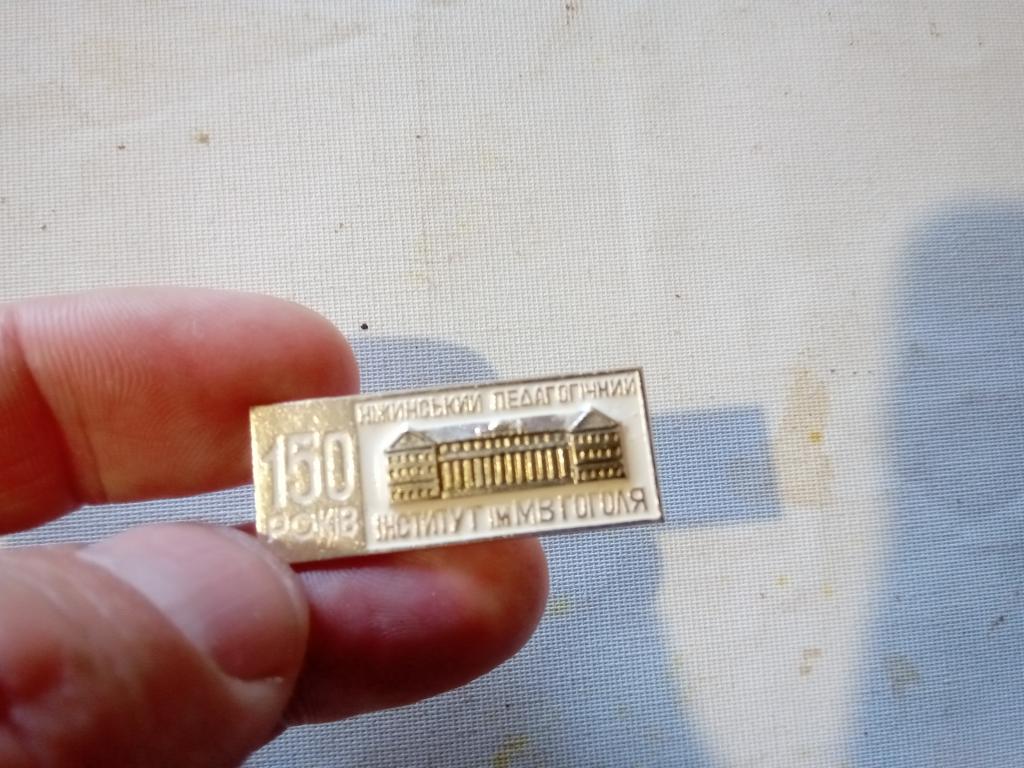 150
РОКІВ
НІЖИНСЬКИЙ ПЕДАГОГІЧНИЙ
ІНСТИТУТ ім М В ГОГОЛЯ